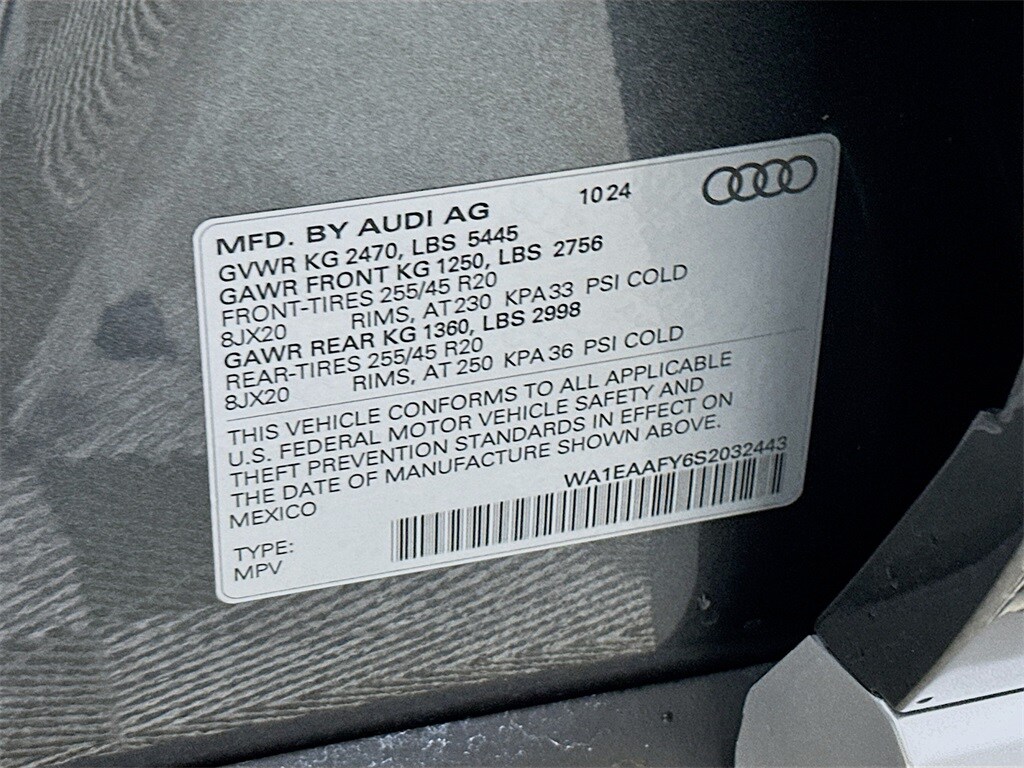 MFD. BY AUDI AG 10 24
GVWR KG 2470, LBS 5445
GAWR FRONT KG 1250, LBS 2756
FRONT-TIRES 255/45 R20
8JX20 RIMS, AT 230 KPA 33 PSI COLD
GAWR REAR KG 1360, LBS 2998
REAR-TIRES 255/45 R20
8JX20 RIMS, AT 250 KPA 36 PSI COLD
THIS VEHICLE CONFORMS TO ALL APPLICABLE
U.S. FEDERAL MOTOR VEHICLE SAFETY AND
THEFT PREVENTION STANDARDS IN EFFECT ON
THE DATE OF MANUFACTURE SHOWN ABOVE.
MEXICO WA1EAAFY6S2032443
TYPE:
MPV